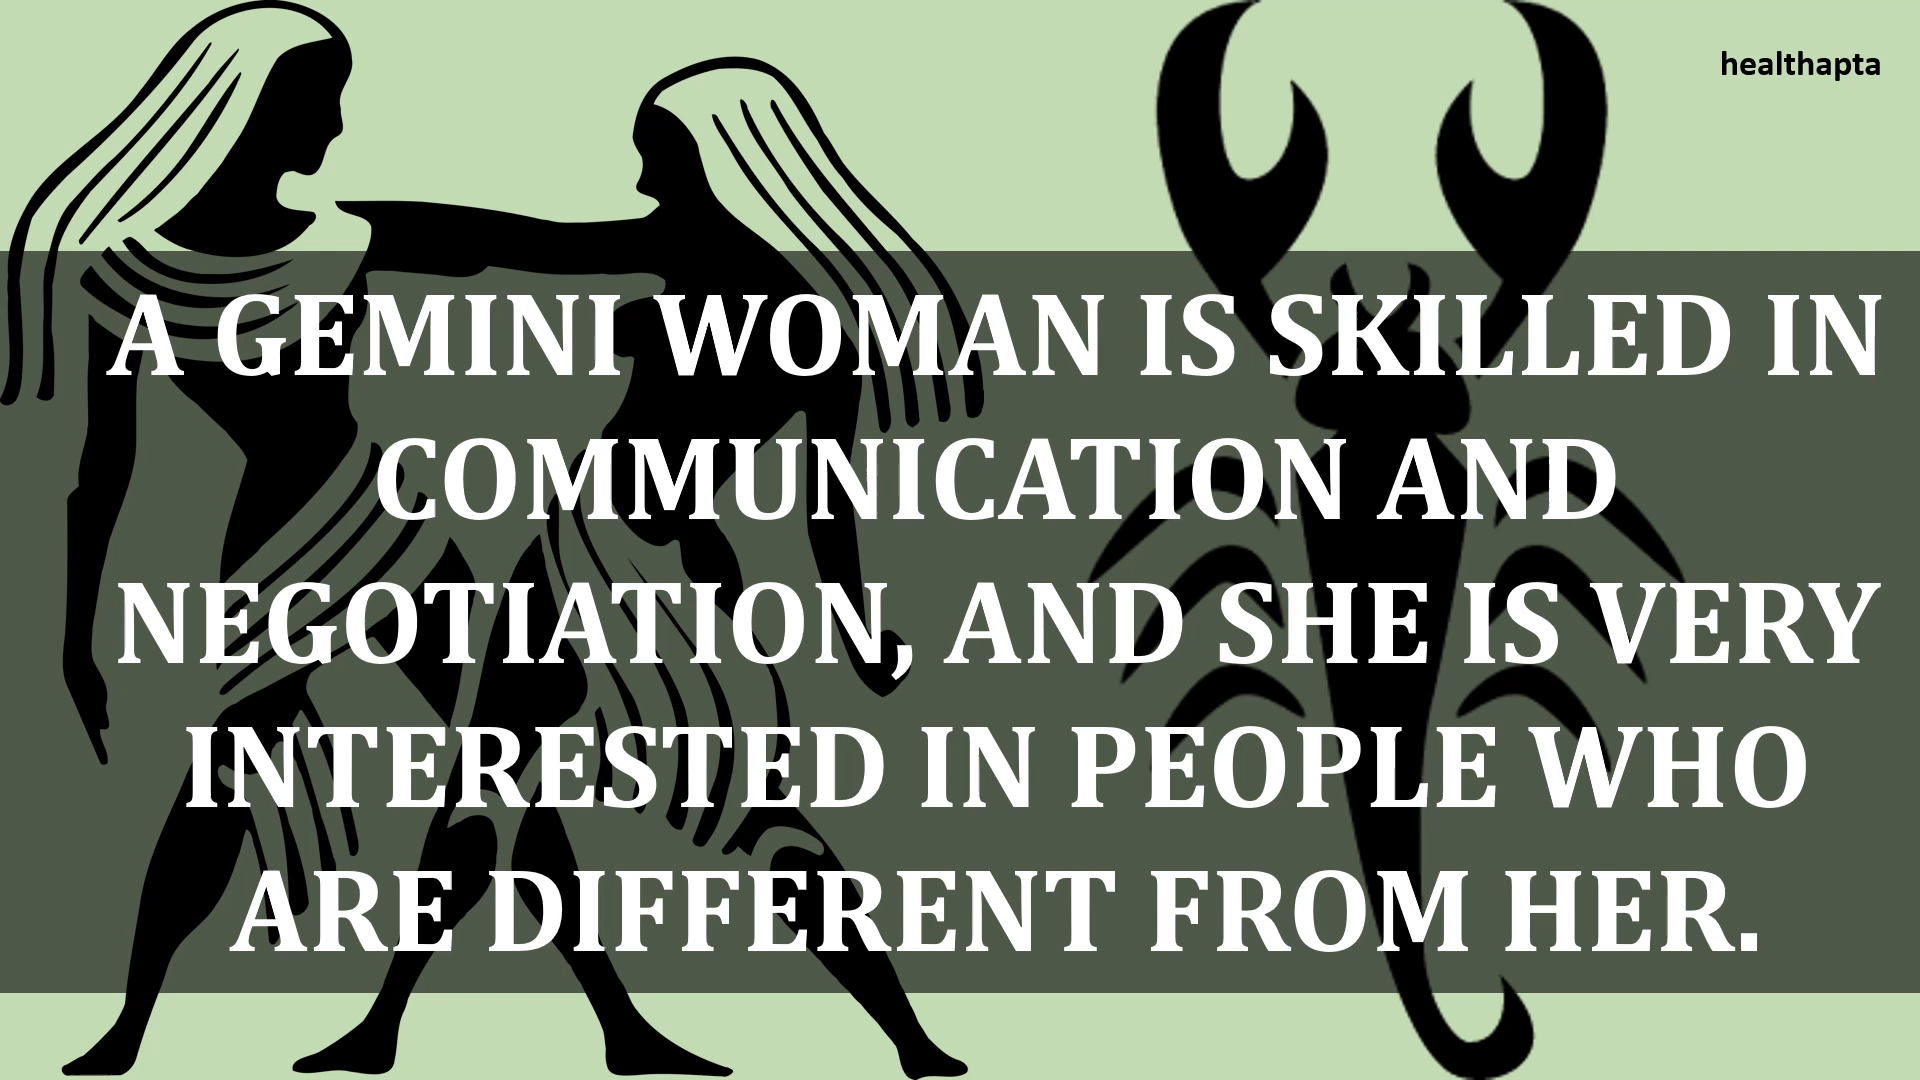 healthapta
A GEMINI WOMAN IS SKILLED IN
COMMUNICATION AND
NEGOTIATION, AND SHE IS VERY
INTERESTED IN PEOPLE WHO
ARE DIFFERENT FROM HER.